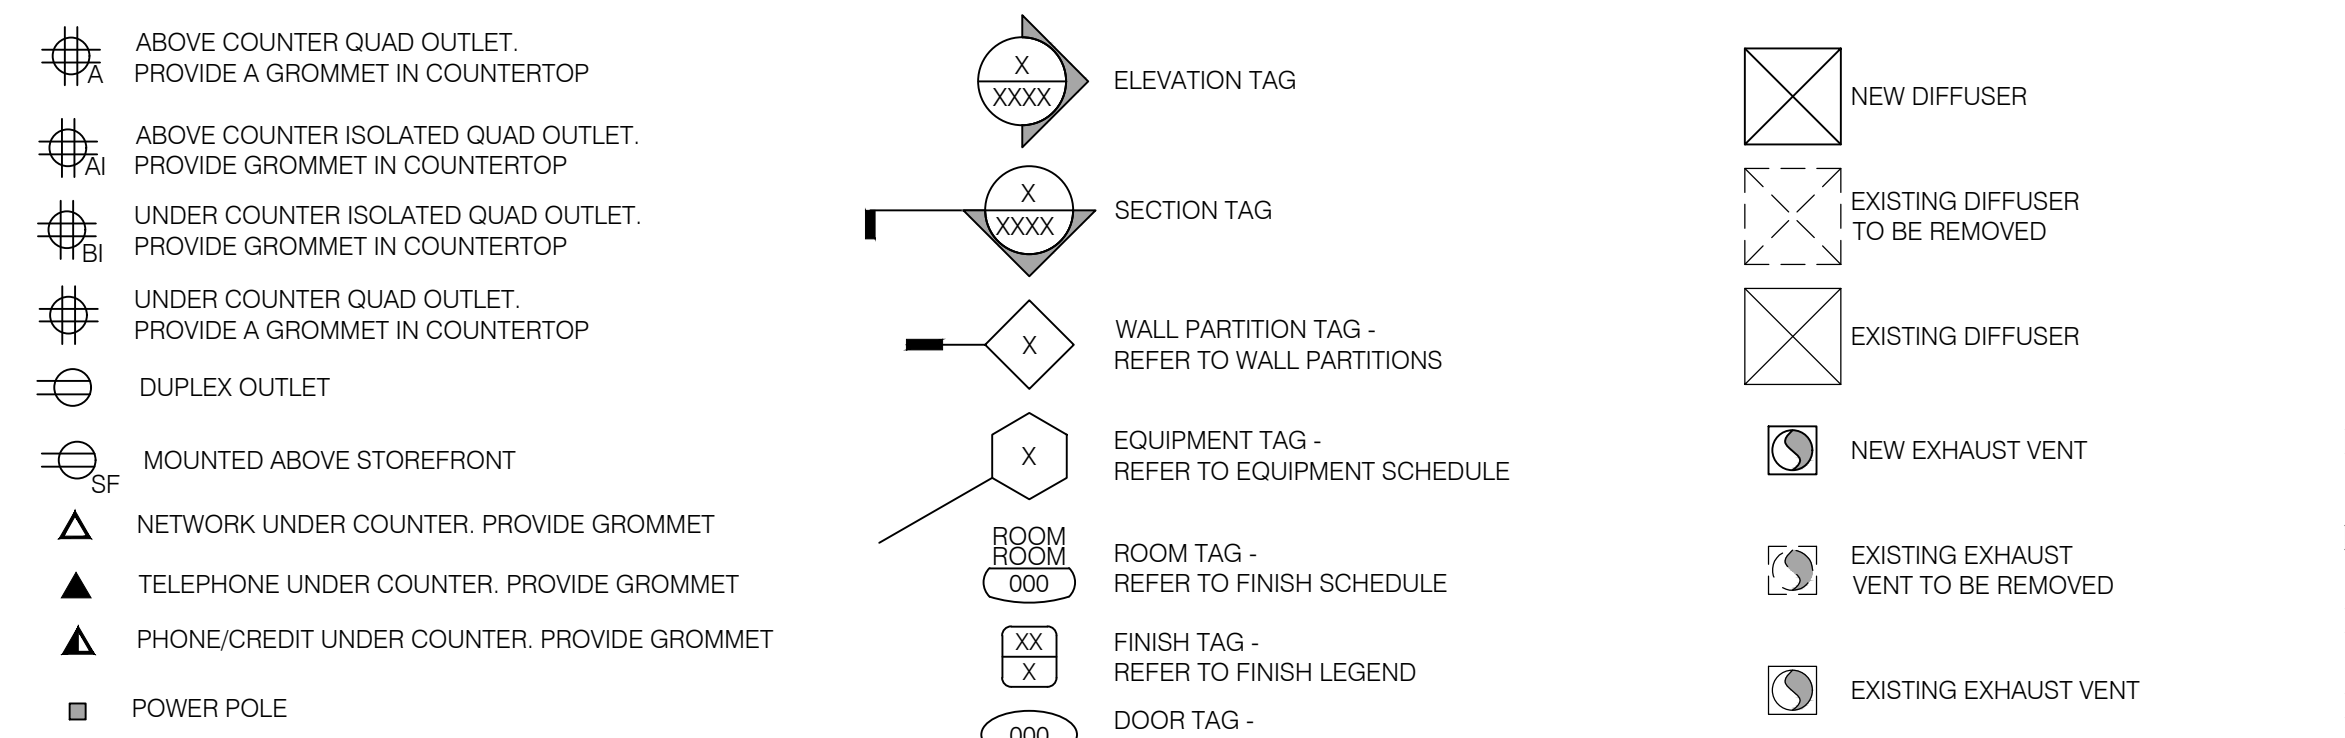 A
ABOVE COUNTER QUAD OUTLET.
PROVIDE A GROMMET IN COUNTERTOP
AI
ABOVE COUNTER ISOLATED QUAD OUTLET.
PROVIDE GROMMET IN COUNTERTOP
BI
UNDER COUNTER ISOLATED QUAD OUTLET.
PROVIDE GROMMET IN COUNTERTOP
UNDER COUNTER QUAD OUTLET.
PROVIDE A GROMMET IN COUNTERTOP
DUPLEX OUTLET
SF
MOUNTED ABOVE STOREFRONT
NETWORK UNDER COUNTER. PROVIDE GROMMET
TELEPHONE UNDER COUNTER. PROVIDE GROMMET
PHONE/CREDIT UNDER COUNTER. PROVIDE GROMMET
POWER POLE
X
XXXX
ELEVATION TAG
X
XXXX
SECTION TAG
X
WALL PARTITION TAG -
REFER TO WALL PARTITIONS
X
EQUIPMENT TAG -
REFER TO EQUIPMENT SCHEDULE
ROOM
ROOM
000
ROOM TAG -
REFER TO FINISH SCHEDULE
XX
X
FINISH TAG -
REFER TO FINISH LEGEND
000
DOOR TAG -
NEW DIFFUSER
EXISTING DIFFUSER
TO BE REMOVED
EXISTING DIFFUSER
NEW EXHAUST VENT
EXISTING EXHAUST
VENT TO BE REMOVED
EXISTING EXHAUST VENT